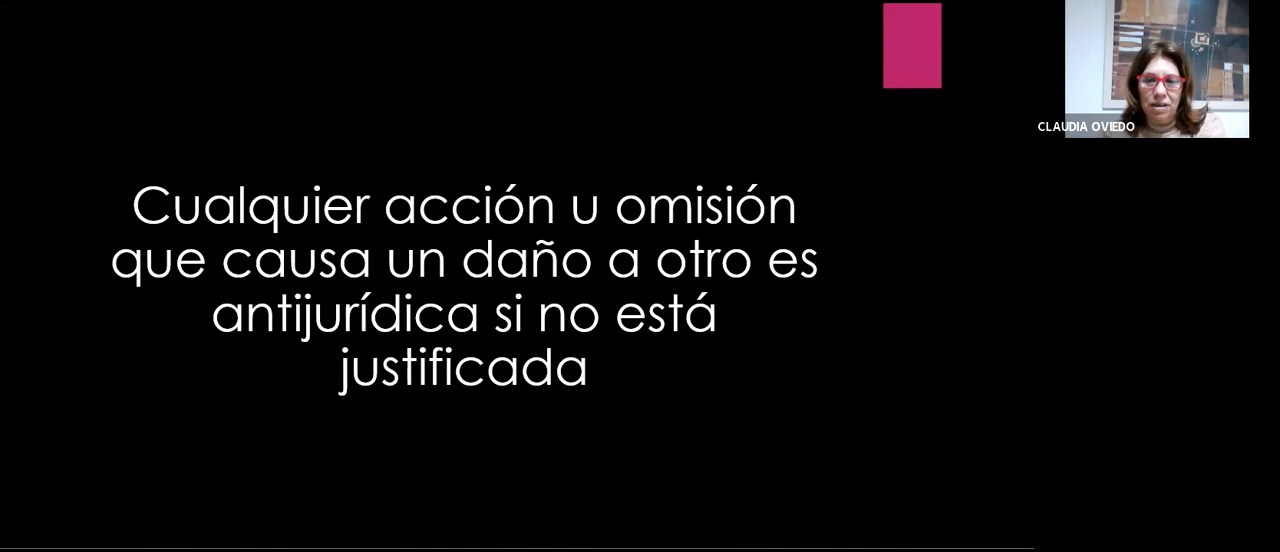 CLAUDIA OVIEDO
Cualquier acción u omisión
que causa un daño a otro es
antijurídica si no está
justificada